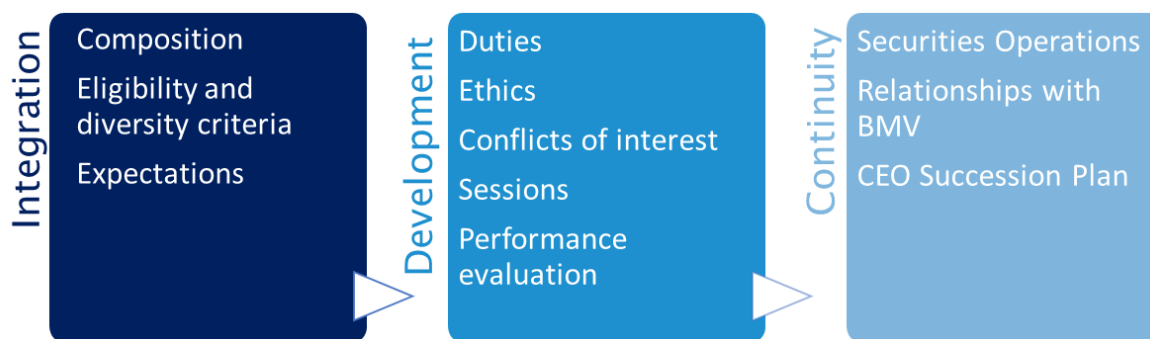 Integration
Composition
Eligibility and
diversity criteria
Expectations
Development
Duties
Ethics
Conflicts of interest
Sessions
Performance
evaluation
Continuity
Securities Operations
Relationships with
BMV
CEO Succession Plan